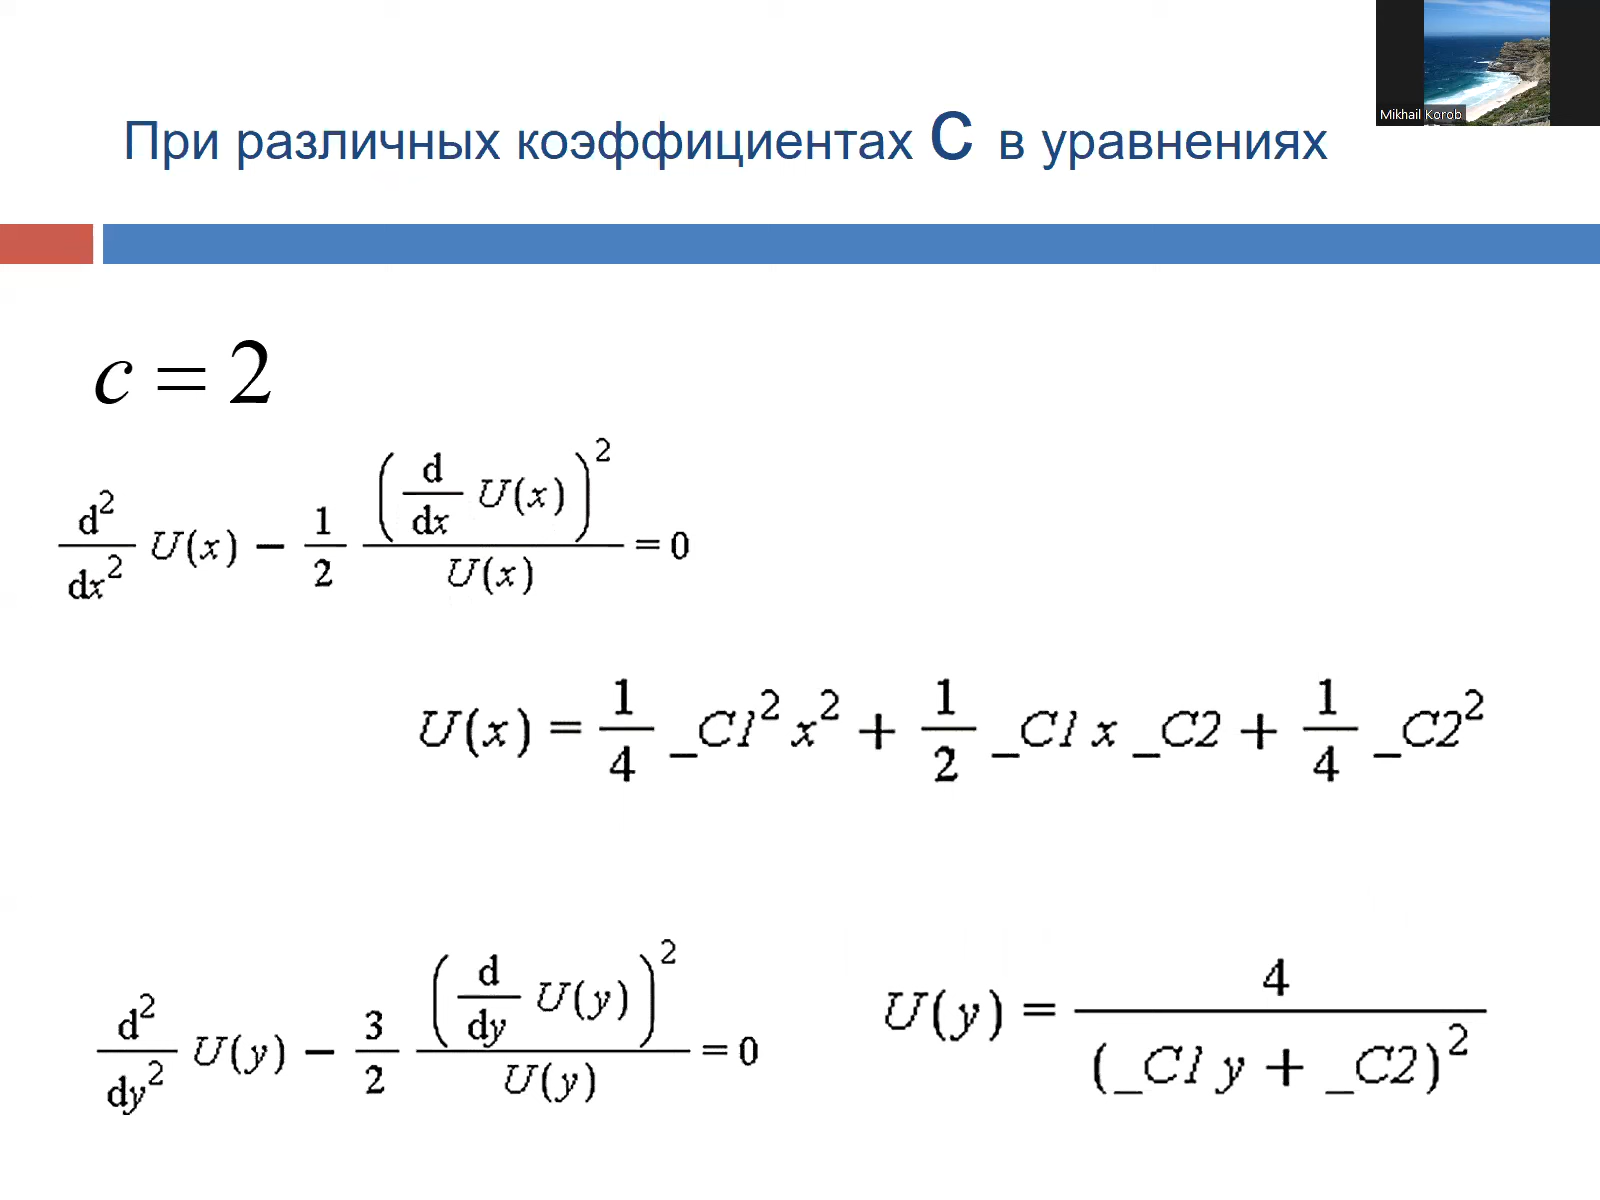 Mikhail Korob
При различных коэффициентах C в уравнениях
c = 2
d²/dx² U(x) − 1/2 (d/dx U(x))²/U(x) = 0
U(x) = 1/4 _C1² x² + 1/2 _C1 x _C2 + 1/4 _C2²
d²/dy² U(y) − 3/2 (d/dy U(y))²/U(y) = 0
U(y) = 4/(_C1 y + _C2)²